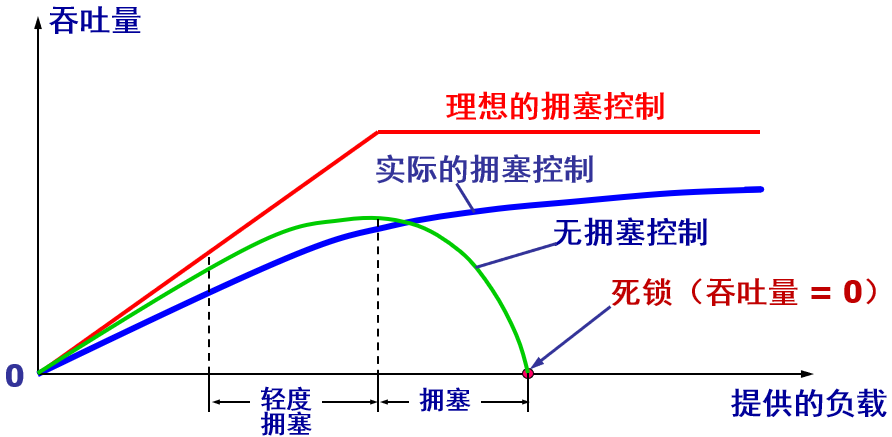 吞吐量
理想的拥塞控制
实际的拥塞控制
无拥塞控制
死锁（吞吐量 = 0）
0
轻度
拥塞
拥塞
提供的负载